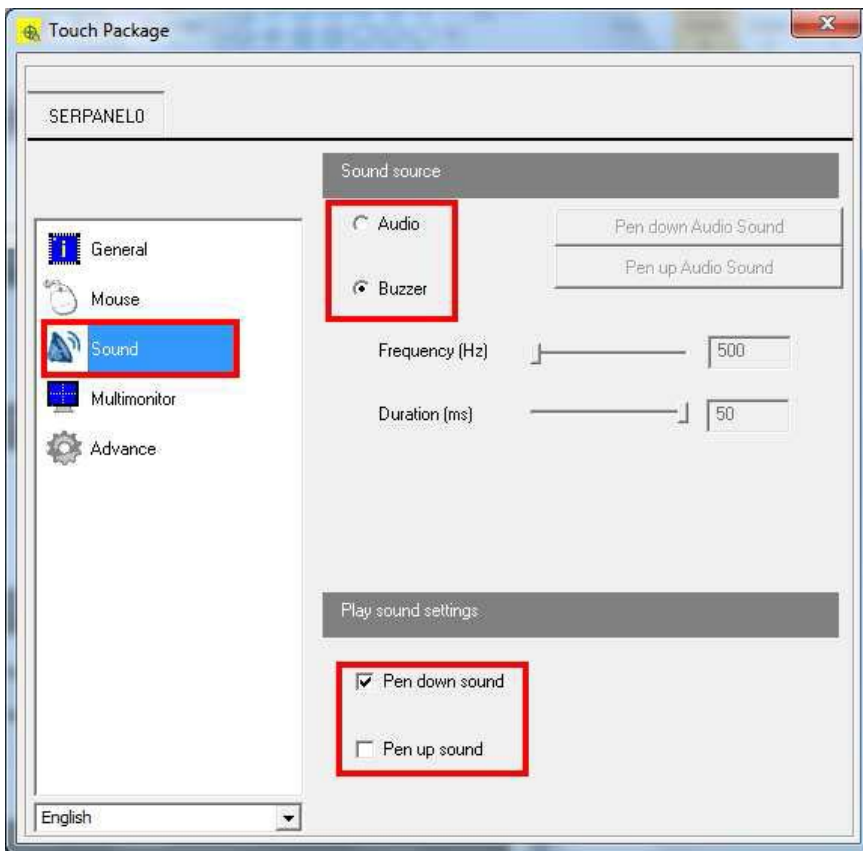 Touch Package
SERPANEL0
General
Mouse
Sound
Multimonitor
Advance
English
Sound source
Audio
Pen down Audio Sound
Pen up Audio Sound
Buzzer
Frequency (Hz) 500
Duration (ms) 50
Play sound settings
Pen down sound
Pen up sound